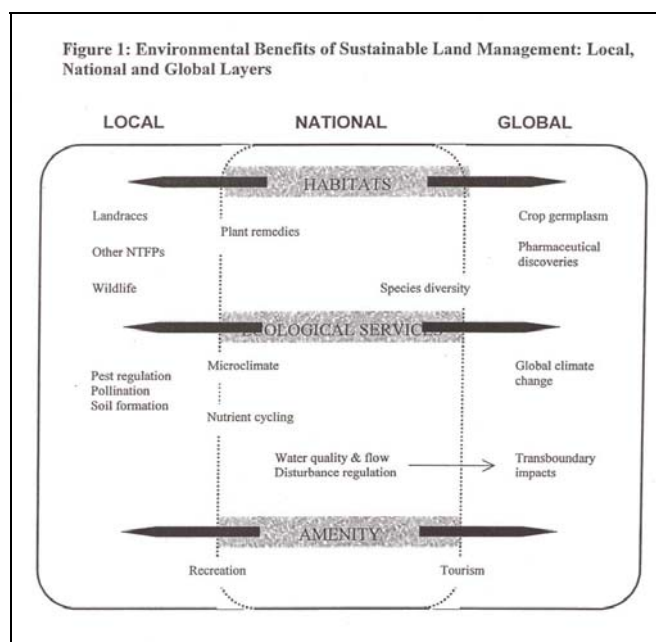 Figure 1: Environmental Benefits of Sustainable Land Management: Local,
National and Global Layers
LOCAL NATIONAL GLOBAL
HABITATS
Landraces
Plant remedies
Crop germplasm
Other NTFPs
Pharmaceutical
discoveries
Wildlife
Species diversity
ECOLOGICAL SERVICES
Microclimate
Global climate
change
Pest regulation
Pollination
Soil formation
Nutrient cycling
Water quality & flow
Disturbance regulation
Transboundary
impacts
AMENITY
Recreation
Tourism